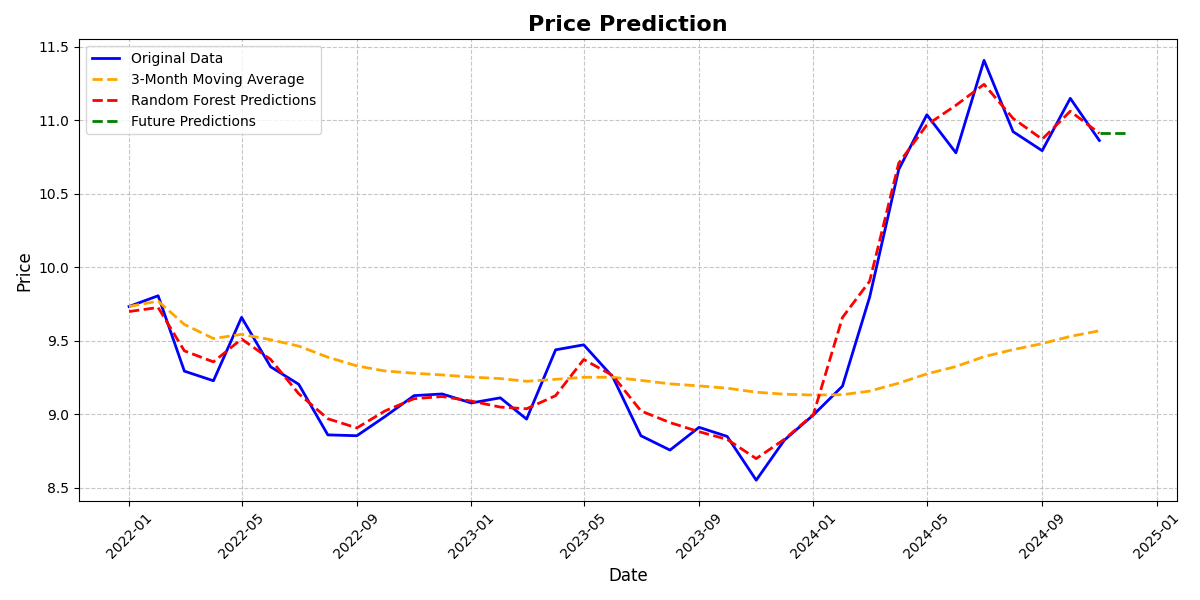 Price Prediction
Original Data
3-Month Moving Average
Random Forest Predictions
Future Predictions
Price
11.5
11.0
10.5
10.0
9.5
9.0
8.5
2022-01
2022-05
2022-09
2023-01
2023-05
2023-09
2024-01
2024-05
2024-09
2025-01
Date